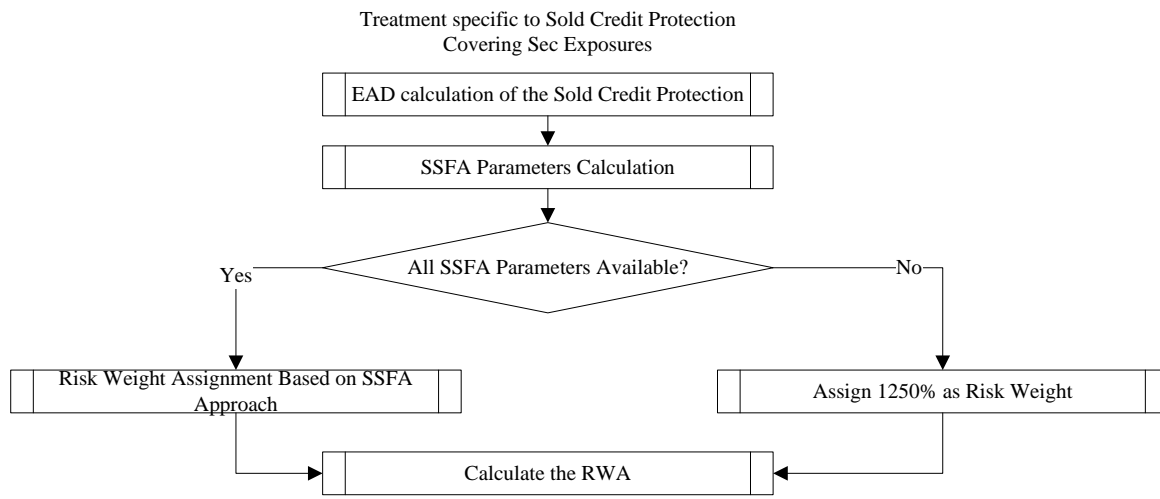 Treatment specific to Sold Credit Protection
Covering Sec Exposures
EAD calculation of the Sold Credit Protection
SSFA Parameters Calculation
All SSFA Parameters Available?
Yes
No
Risk Weight Assignment Based on SSFA
Approach
Assign 1250% as Risk Weight
Calculate the RWA